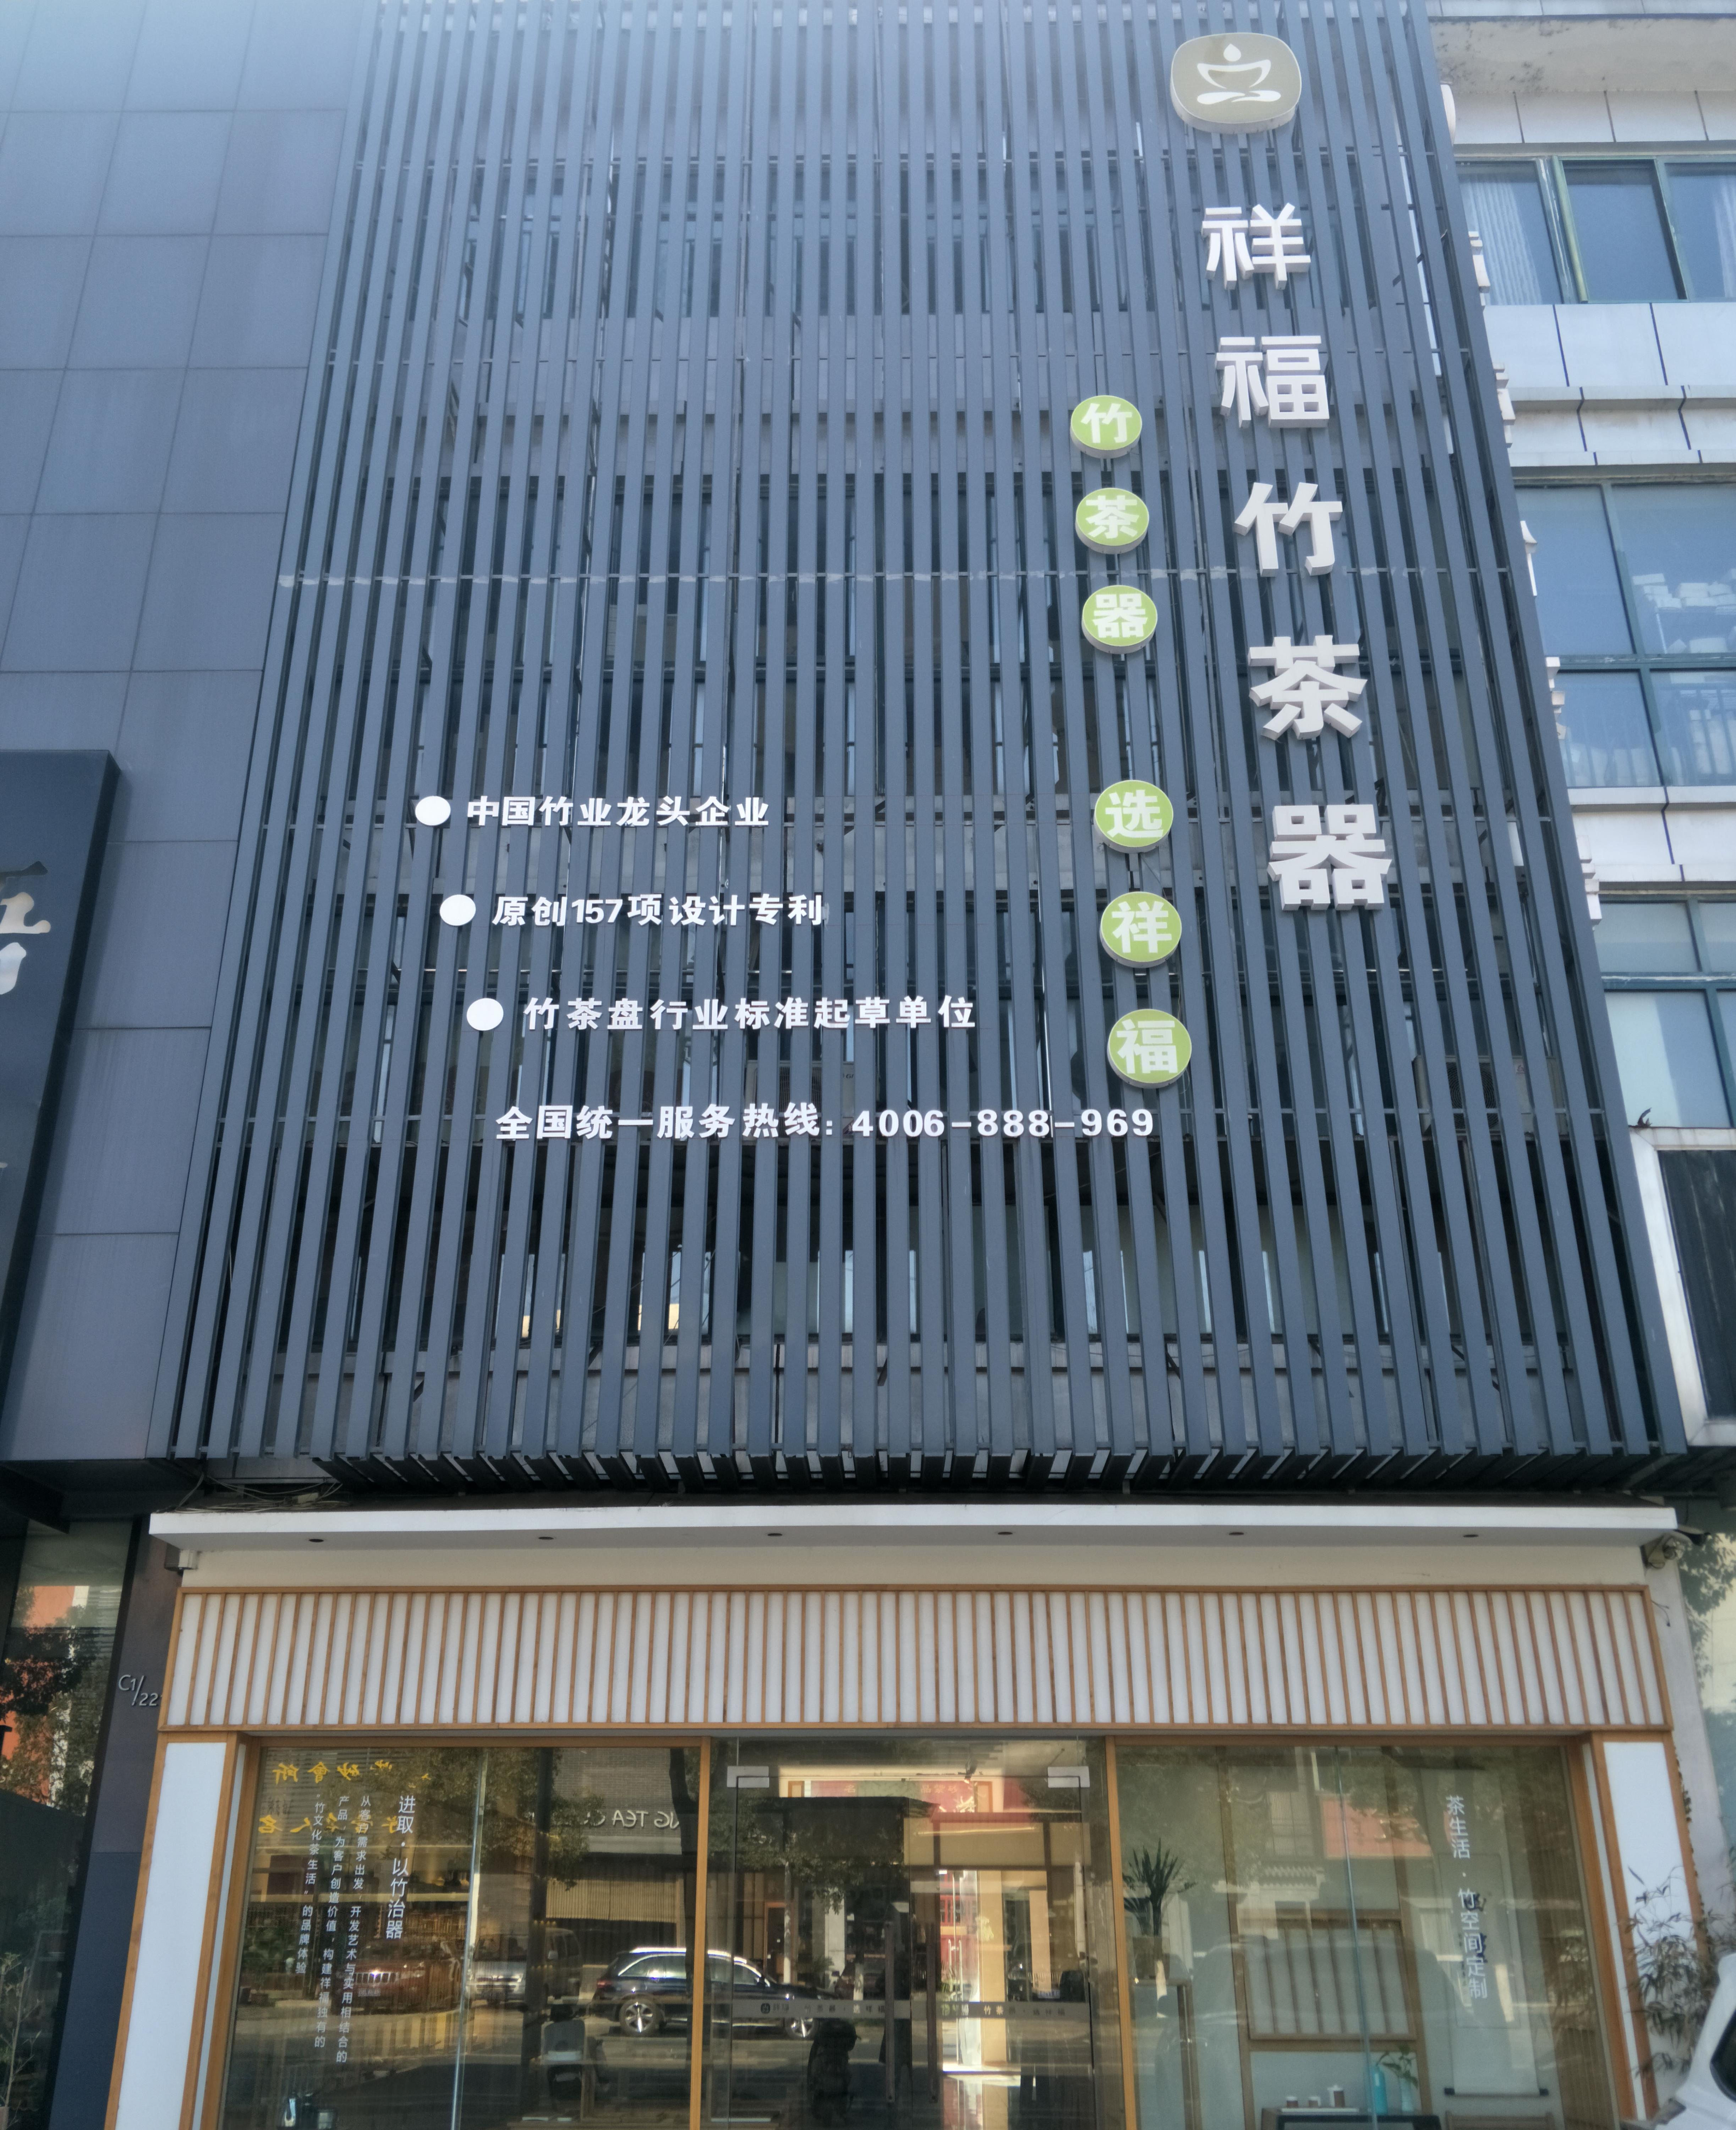 祥福竹茶器
竹茶器 选祥福
中国竹业龙头企业
原创157项设计专利
竹茶盘行业标准起草单位
全国统一服务热线: 4006-888-969
C1/22
进取·以竹治器
从客户需求出发,开发艺术与实用相结合的
产品,为客户创造价值,构建祥福独有的
“竹文化茶生活”的品牌体验
茶生活·竹空间定制